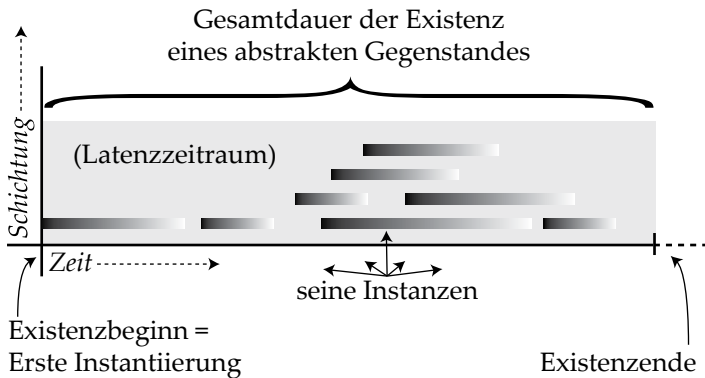 Gesamtdauer der Existenz
eines abstrakten Gegenstandes
Schichtung
(Latenzzeitraum)
Zeit
seine Instanzen
Existenzbeginn =
Erste Instantiierung
Existenzende